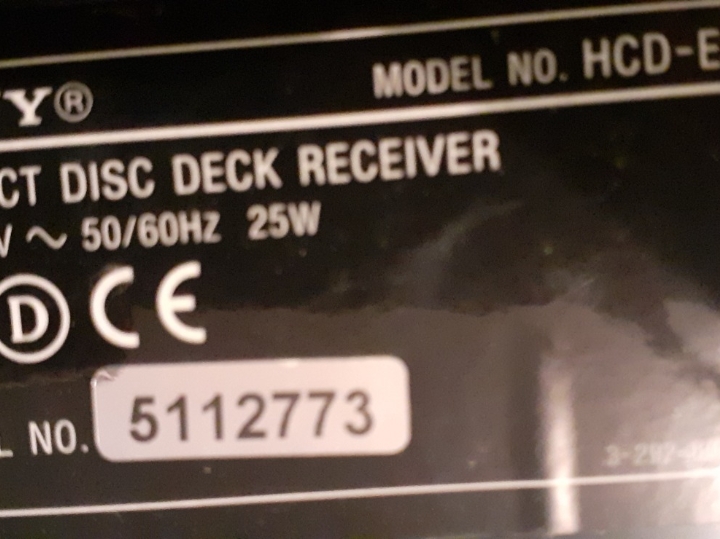 Y®
MODEL NO. HCD-E
CT DISC DECK RECEIVER
V ~ 50/60HZ 25W
D CE
L NO. 5112773